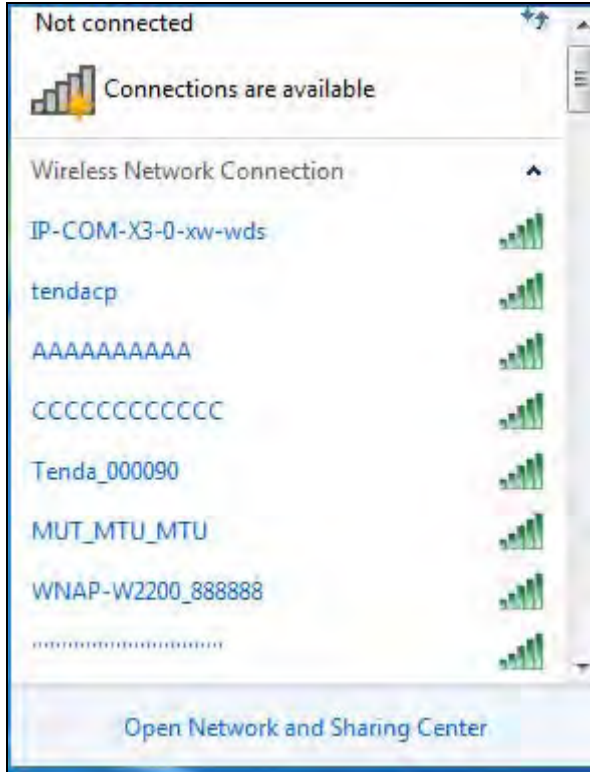 Not connected
Connections are available
Wireless Network Connection
IP-COM-X3-0-xw-wds
tendacp
AAAAAAAAAA
CCCCCCCCCCCC
Tenda_000090
MUT_MTU_MTU
WNAP-W2200_888888
Open Network and Sharing Center